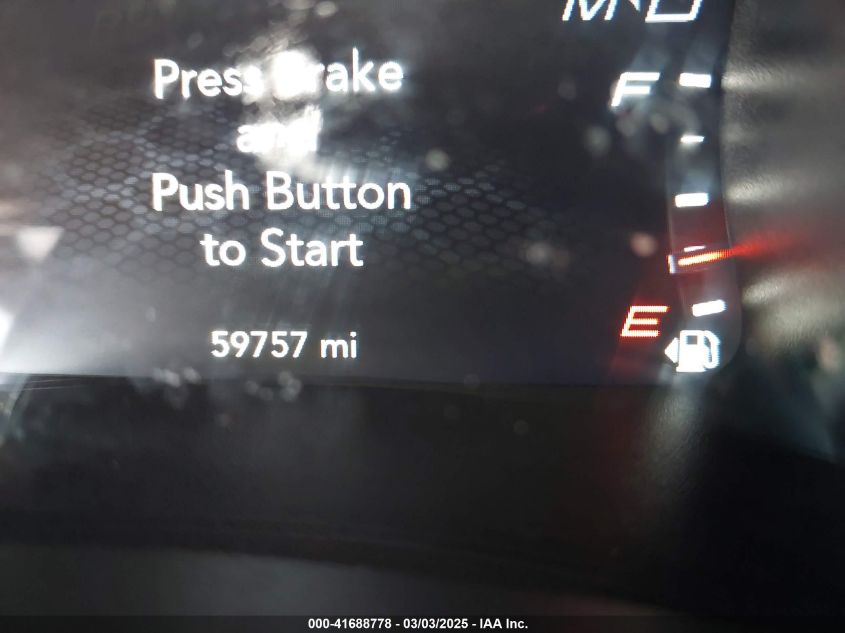 Press Brake
and
Push Button
to Start
59757 mi
F
E
000-41688778 - 03/03/2025 - IAA Inc.